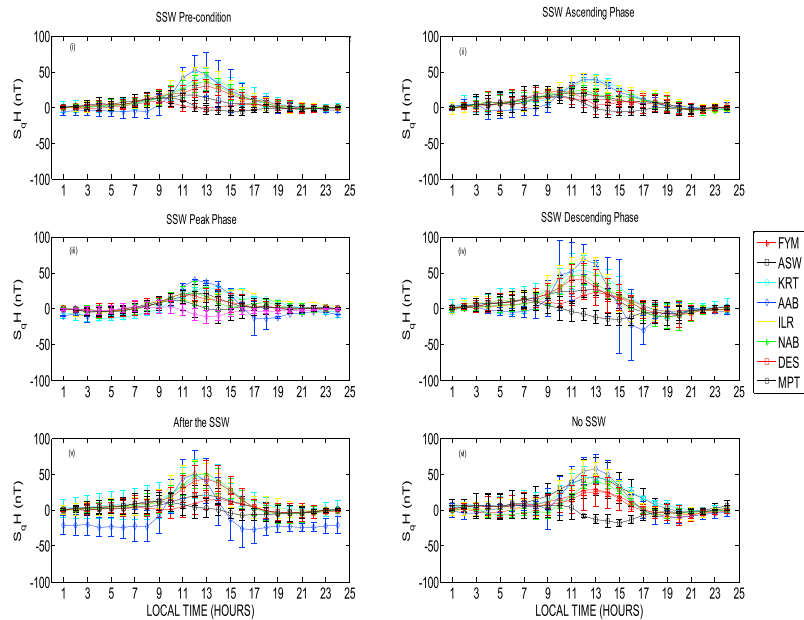 SSW Pre-condition
SSW Ascending Phase
(i)
(ii)
100
50
0
-50
-100
SqH (nT)
100
50
0
-50
-100
SqH (nT)
1 3 5 7 9 11 13 15 17 19 21 23 25
1 3 5 7 9 11 13 15 17 19 21 23 25
SSW Peak Phase
SSW Descending Phase
(iii)
(iv)
100
50
0
-50
-100
SqH (nT)
100
50
0
-50
-100
SqH (nT)
1 3 5 7 9 11 13 15 17 19 21 23 25
1 3 5 7 9 11 13 15 17 19 21 23 25
FYM
ASW
KRT
AAB
ILR
NAB
DES
MPT
After the SSW
No SSW
(v)
(vi)
100
50
0
-50
-100
SqH (nT)
100
50
0
-50
-100
SqH (nT)
1 3 5 7 9 11 13 15 17 19 21 23 25
1 3 5 7 9 11 13 15 17 19 21 23 25
LOCAL TIME (HOURS)
LOCAL TIME (HOURS)